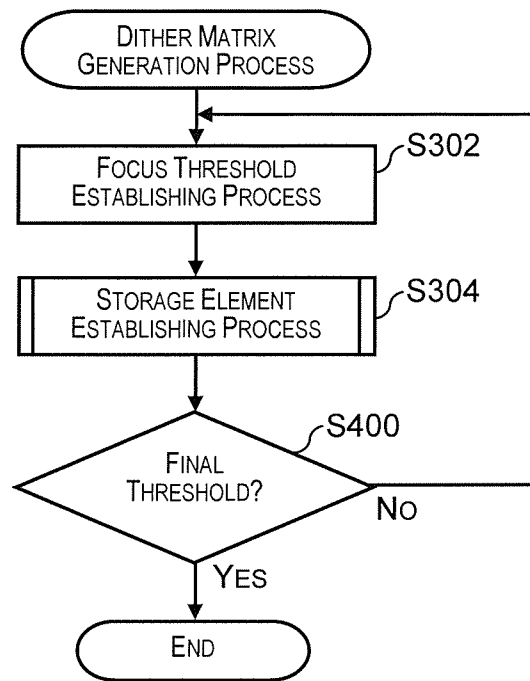 DITHER MATRIX
GENERATION PROCESS
S302
FOCUS THRESHOLD
ESTABLISHING PROCESS
S304
STORAGE ELEMENT
ESTABLISHING PROCESS
S400
FINAL
THRESHOLD?
NO
YES
END